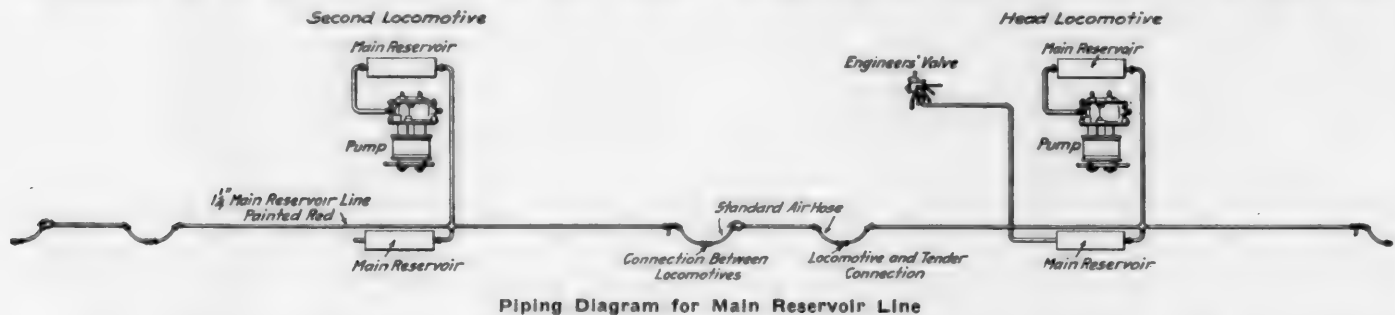 Second Locomotive
Head Locomotive
Main Reservoir
Main Reservoir
Engineers' Valve
Pump
Pump
1¼" Main Reservoir Line
Painted Red
Standard Air Hose
Main Reservoir
Connection Between
Locomotives
Locomotive and Tender
Connection
Main Reservoir
Piping Diagram for Main Reservoir Line